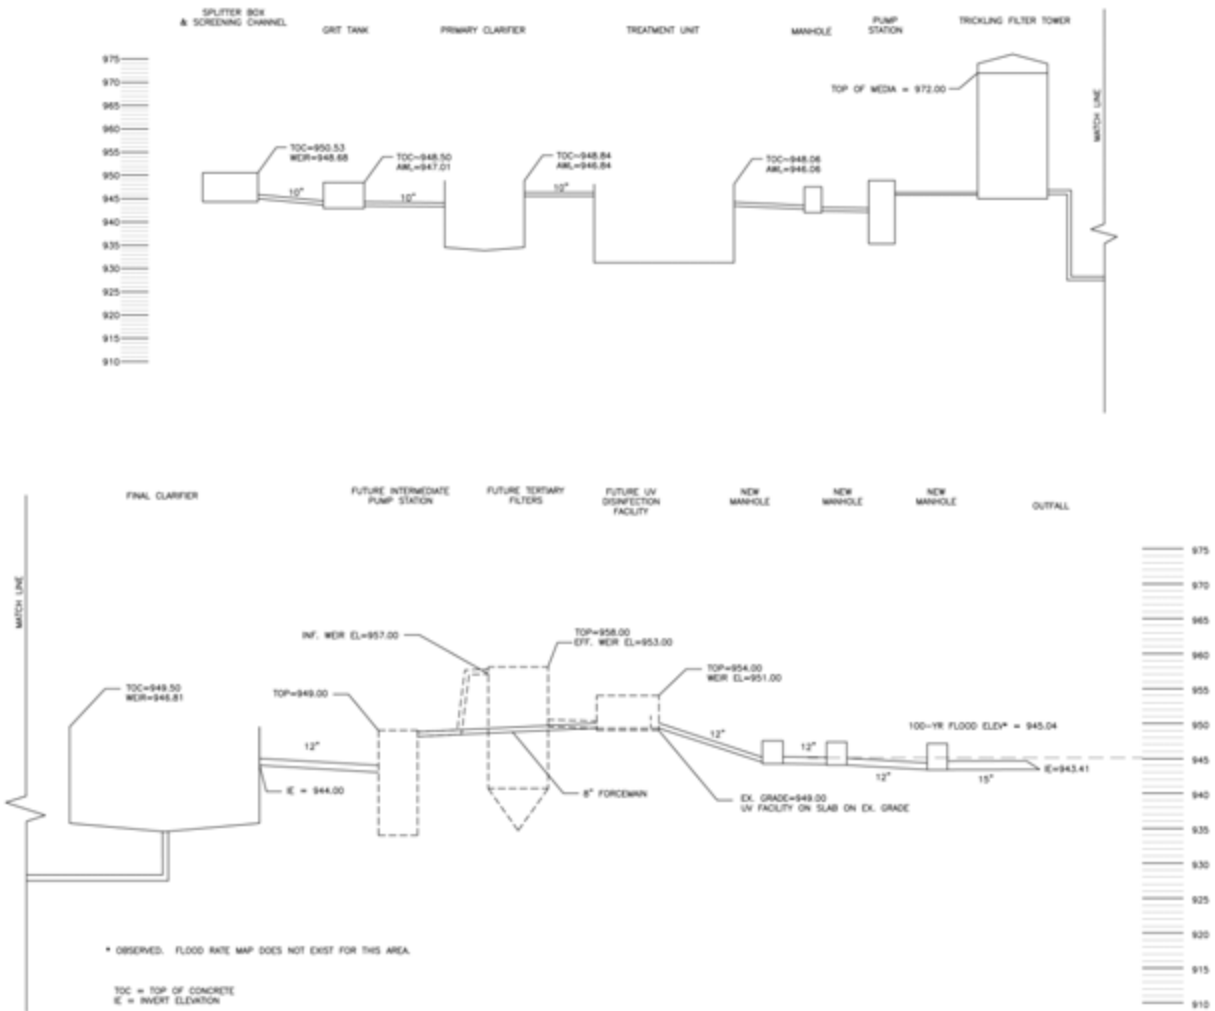 SPLITTER BOX
& SCREENING CHANNEL
GRIT TANK
PRIMARY CLARIFIER
TREATMENT UNIT
MANHOLE
PUMP
STATION
TRICKLING FILTER TOWER
975
970
965
960
955
950
945
940
935
930
925
920
915
910
TOC=950.53
WEIR=948.68
10"
TOC~948.50
AWL=947.01
10"
TOC~948.84
AWL=946.84
10"
TOC~948.06
AWL=946.06
TOP OF MEDIA = 972.00
MATCH LINE
MATCH LINE
FINAL CLARIFIER
FUTURE INTERMEDIATE
PUMP STATION
FUTURE TERTIARY
FILTERS
FUTURE UV
DISINFECTION
FACILITY
NEW
MANHOLE
NEW
MANHOLE
NEW
MANHOLE
OUTFALL
TOC=949.50
WEIR=946.81
12"
IE = 944.00
TOP=949.00
INF. WEIR EL=957.00
TOP=958.00
EFF. WEIR EL=953.00
8" FORCEMAIN
TOP=954.00
WEIR EL=951.00
12"
EX. GRADE=949.00
UV FACILITY ON SLAB ON EX. GRADE
12"
12"
100-YR FLOOD ELEV* = 945.04
15"
IE=943.41
975
970
965
960
955
950
945
940
935
930
925
920
915
910
* OBSERVED. FLOOD RATE MAP DOES NOT EXIST FOR THIS AREA.
TOC = TOP OF CONCRETE
IE = INVERT ELEVATION